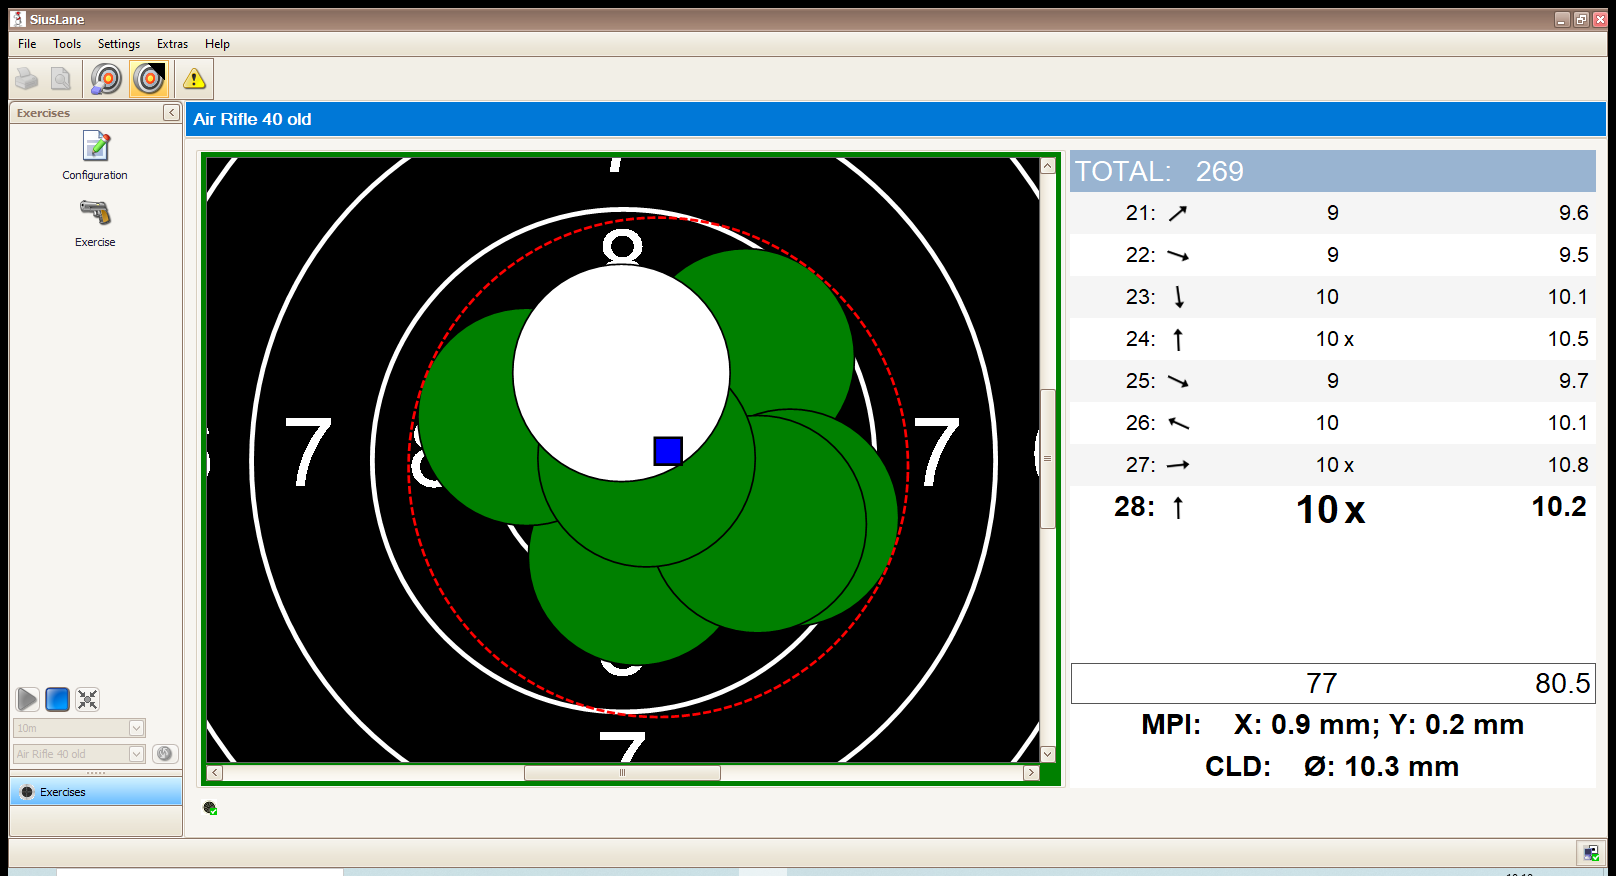 SiusLane
File Tools Settings Extras Help
Exercises
Configuration
Exercise
10m
Air Rifle 40 old
Exercises
Air Rifle 40 old
8
7 8 7
7
TOTAL: 269
21: 9 9.6
22: 9 9.5
23: 10 10.1
24: 10 x 10.5
25: 9 9.7
26: 10 10.1
27: 10 x 10.8
28: 10 x 10.2
77 80.5
MPI: X: 0.9 mm; Y: 0.2 mm
CLD: Ø: 10.3 mm